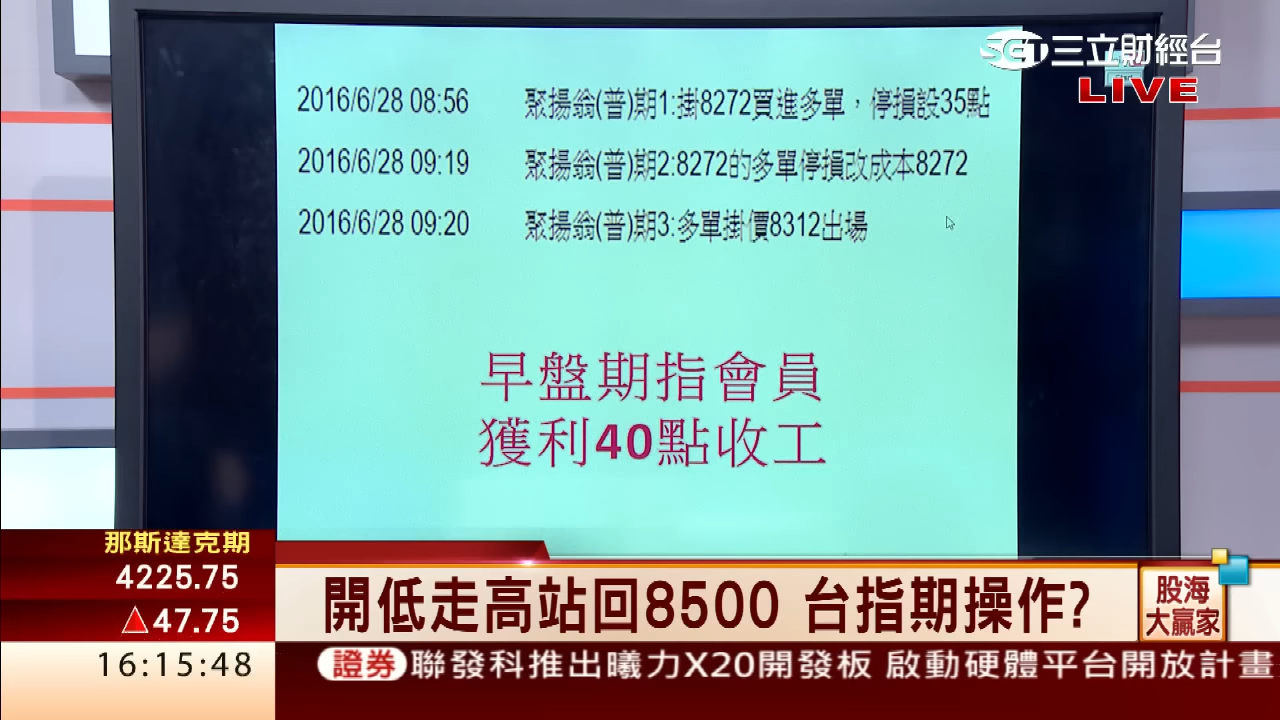 SET三立財經台
LIVE
2016/6/28 08:56 聚揚翁(普)期1:掛8272買進多單，停損設35點
2016/6/28 09:19 聚揚翁(普)期2:8272的多單停損改成本8272
2016/6/28 09:20 聚揚翁(普)期3:多單掛價8312出場
早盤期指會員
獲利40點收工
那斯達克期
4225.75
△47.75
16:15:48
開低走高站回8500 台指期操作?
股海
大贏家
證券 聯發科推出曦力X20開發板 啟動硬體平台開放計畫